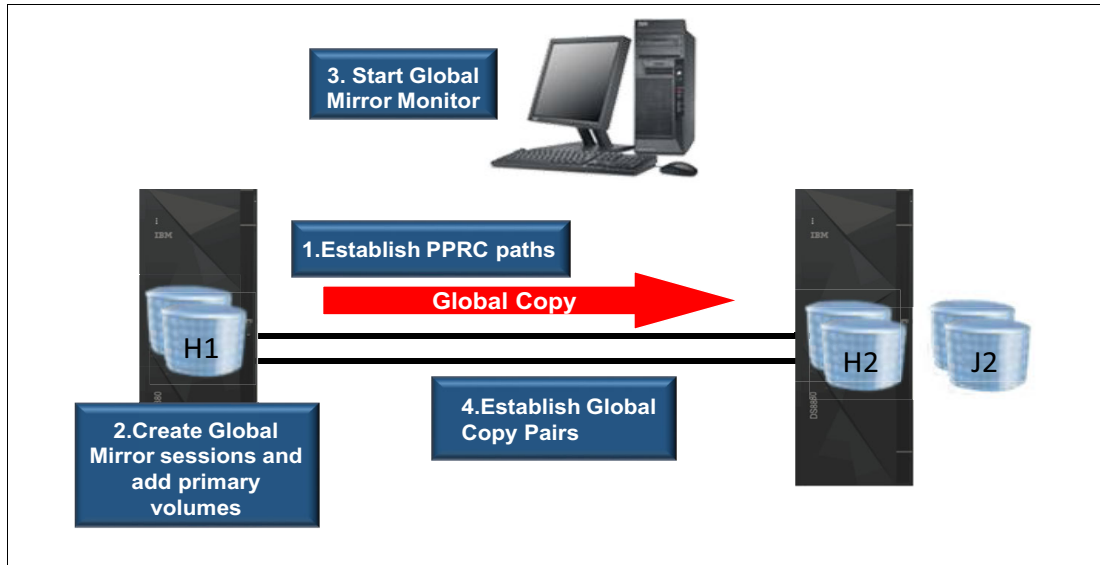 3. Start Global
Mirror Monitor
IBM
1.Establish PPRC paths
IBM
Global Copy
H1
H2
J2
4.Establish Global
Copy Pairs
DS8880
2.Create Global
Mirror sessions and
add primary
volumes